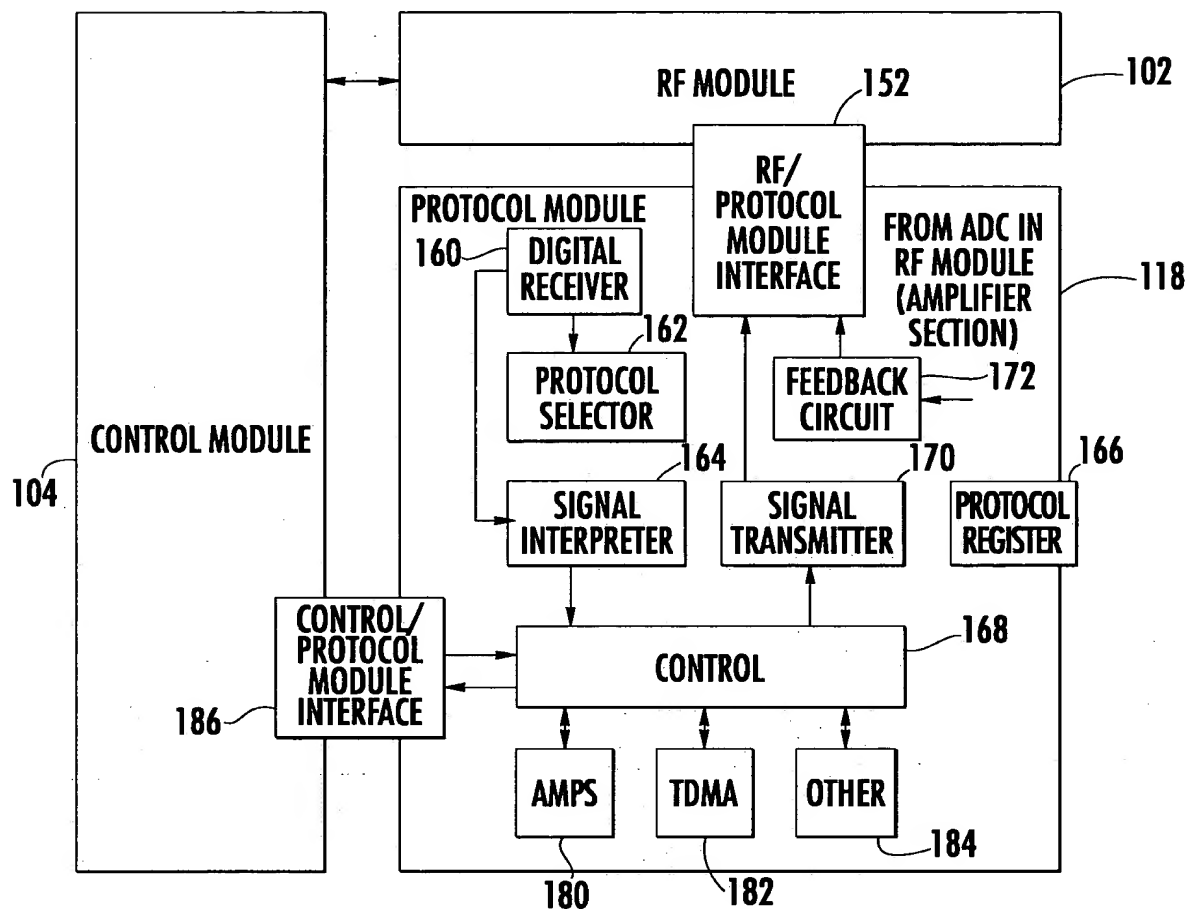 RF MODULE
102
152
RF/
PROTOCOL
MODULE
INTERFACE
PROTOCOL MODULE
160
DIGITAL
RECEIVER
FROM ADC IN
RF MODULE
(AMPLIFIER
SECTION)
118
162
PROTOCOL
SELECTOR
FEEDBACK
CIRCUIT
172
CONTROL MODULE
104
164
SIGNAL
INTERPRETER
170
SIGNAL
TRANSMITTER
166
PROTOCOL
REGISTER
CONTROL/
PROTOCOL
MODULE
INTERFACE
186
CONTROL
168
AMPS
TDMA
OTHER
180
182
184